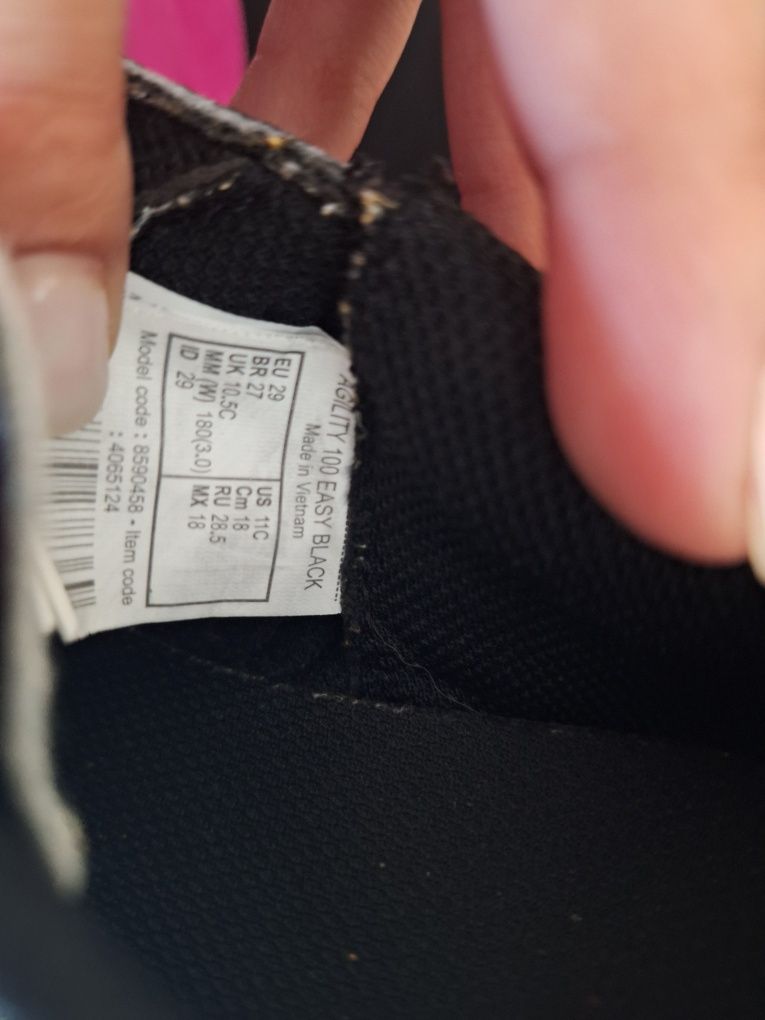 AGILITY 100 EASY BLACK
Made in Vietnam
EU 29 US 11C
BR 27 Cm 18
UK 10.5C RU 28.5
MM (W) 180(3.0) MX 18
ID 29
Model code : 8590458 - Item code
: 4065124